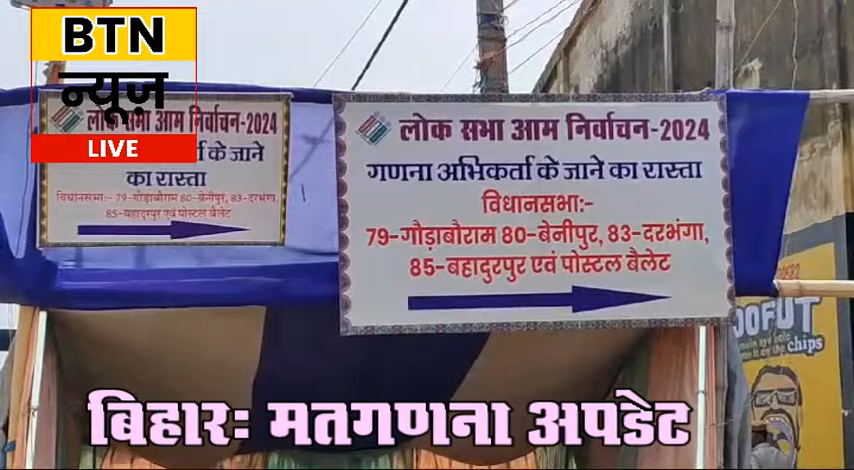 BTN
न्यूज़
LIVE
लोक सभा आम निर्वाचन-2024
के जाने
का रास्ता
विधानसभा:- 79-गौड़ाबौराम 80-बेनीपुर, 83-दरभंगा,
85-बहादुरपुर एवं पोस्टल बैलेट
लोक सभा आम निर्वाचन-2024
गणना अभिकर्ता के जाने का रास्ता
विधानसभा:-
79-गौड़ाबौराम 80-बेनीपुर, 83-दरभंगा,
85-बहादुरपुर एवं पोस्टल बैलेट
chips
बिहार: मतगणना अपडेट